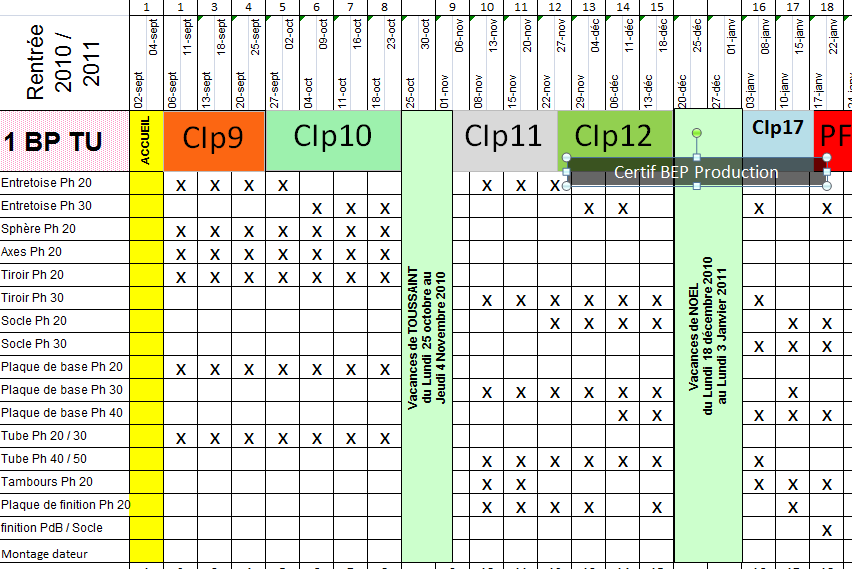 1 1 2 3 4 5 6 7 8 9 10 11 12 13 14 15 16 17 18
Rentrée
2010 /
2011
02-sept 04-sept 06-sept 11-sept 13-sept 18-sept 20-sept 25-sept 27-sept 02-oct 04-oct 09-oct 11-oct 16-oct 18-oct 23-oct 25-oct 30-oct 01-nov 06-nov 08-nov 13-nov 15-nov 20-nov 22-nov 27-nov 29-nov 04-déc 06-déc 11-déc 13-déc 18-déc 20-déc 25-déc 27-déc 01-janv 03-janv 08-janv 10-janv 15-janv 17-janv 22-janv 24-
1 BP TU ACCUEIL CIp9 CIp10 CIp11 CIp12 CIp17 PF
Certif BEP Production
Entretoise Ph 20 X X X X X X X
Entretoise Ph 30 X X X X X X X
Sphère Ph 20 X X X X X X X
Axes Ph 20 X X X X X X X
Tiroir Ph 20 X X X X X X X
Tiroir Ph 30 X X X X X X X
Socle Ph 20 X X X X X X
Socle Ph 30 X X X
Plaque de base Ph 20 X X X X X X X
Plaque de base Ph 30 X X X X X X X
Plaque de base Ph 40 X X X X X
Tube Ph 20 / 30 X X X X X X X
Tube Ph 40 / 50 X X X X X X X
Tambours Ph 20 X X X X X
Plaque de finition Ph 20 X X X X X X
finition PdB / Socle X
Montage dateur
Vacances de TOUSSAINT
du Lundi 25 octobre au
Jeudi 4 Novembre 2010
Vacances de NOEL
du Lundi 18 décembre 2010
au Lundi 3 Janvier 2011